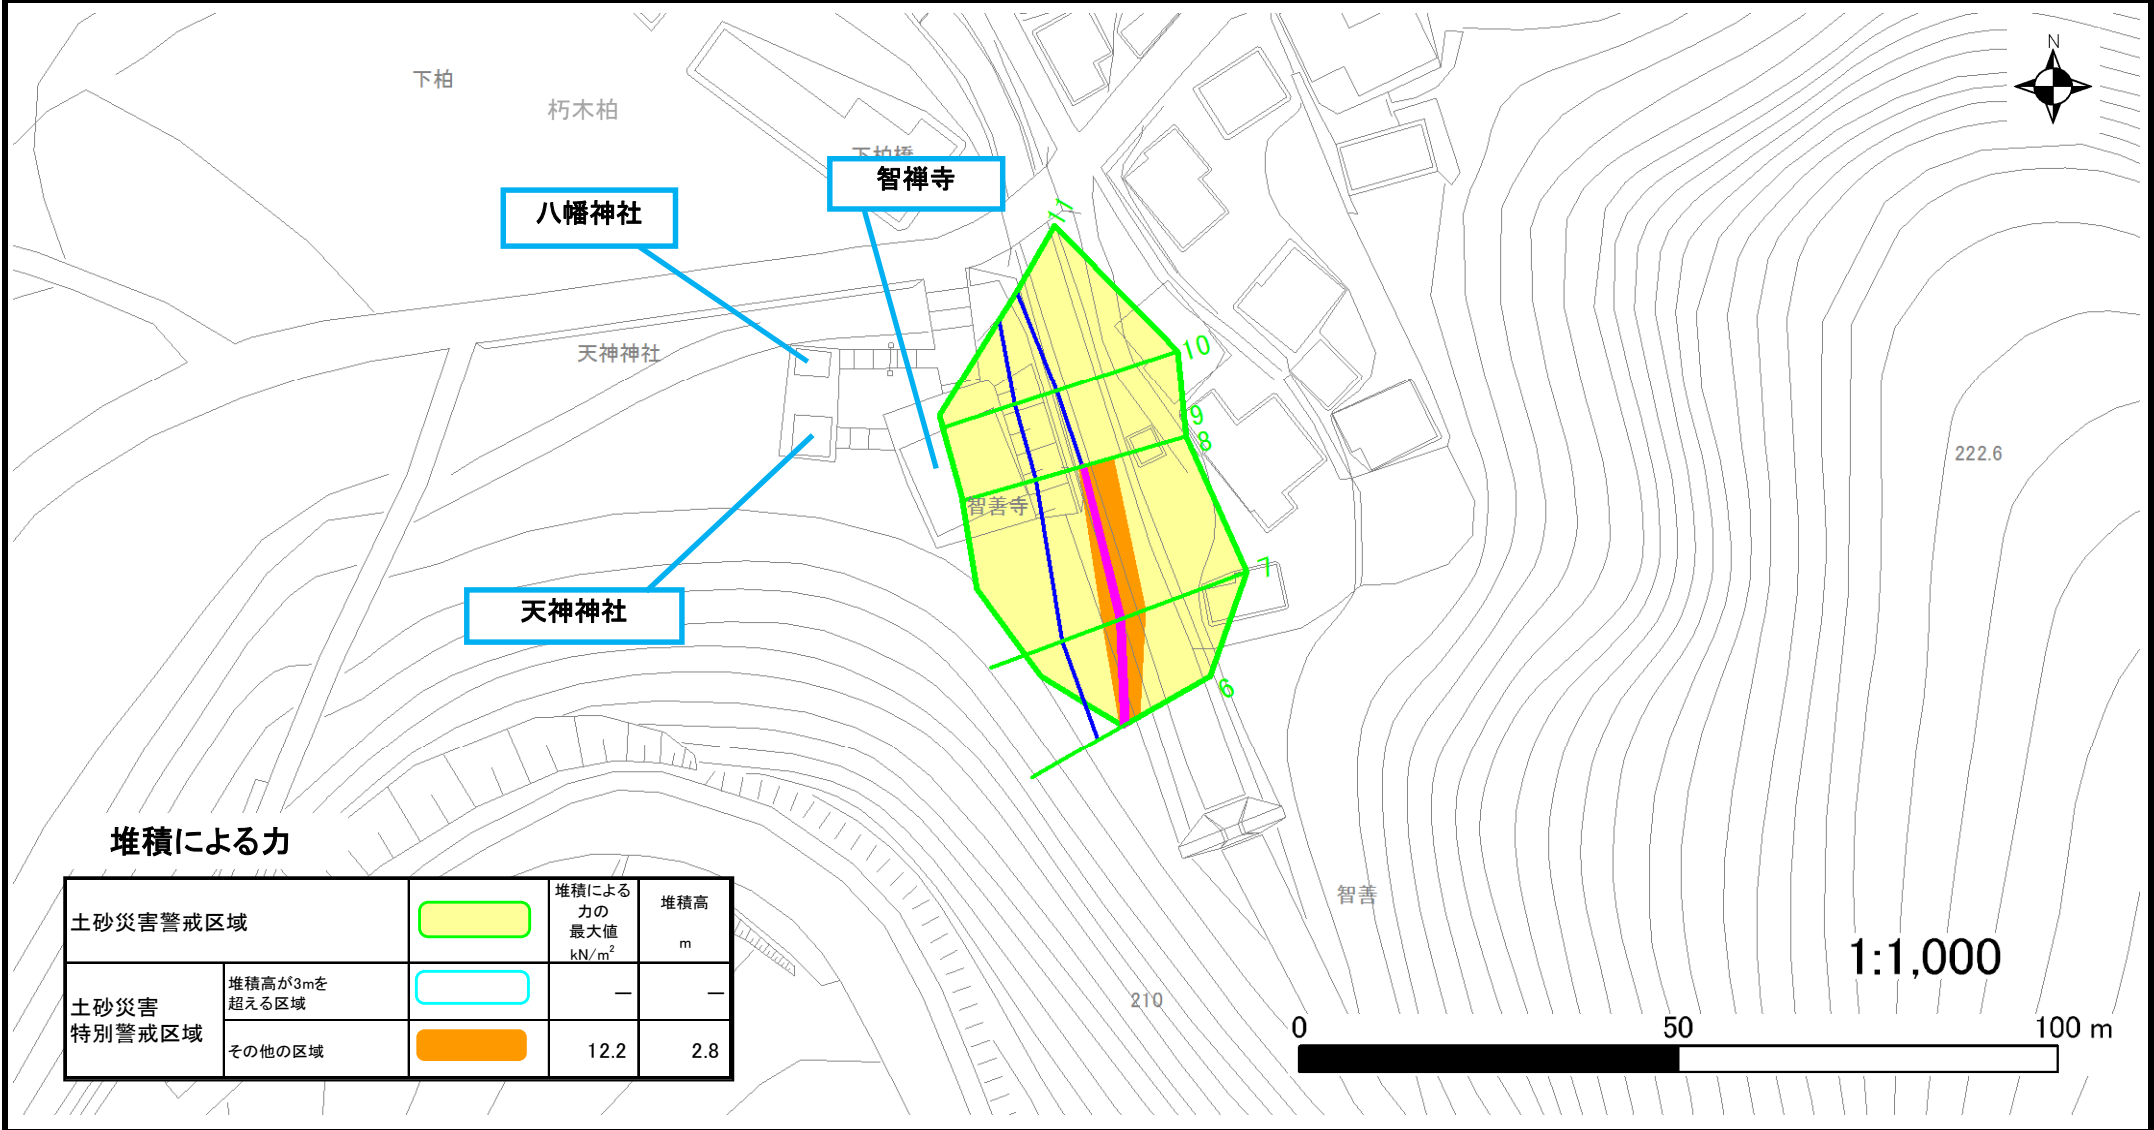 N
下柏
朽木柏
下柏橋
智禅寺
八幡神社
11
天神神社
10
9
8
222.6
智善寺
7
天神神社
6
堆積による力
智善
1:1,000
210
0 50 100 m
土砂災害警戒区域
堆積による
力の
最大値
kN/m²
堆積高
m
土砂災害
特別警戒区域
堆積高が3mを
超える区域
— —
その他の区域
12.2 2.8